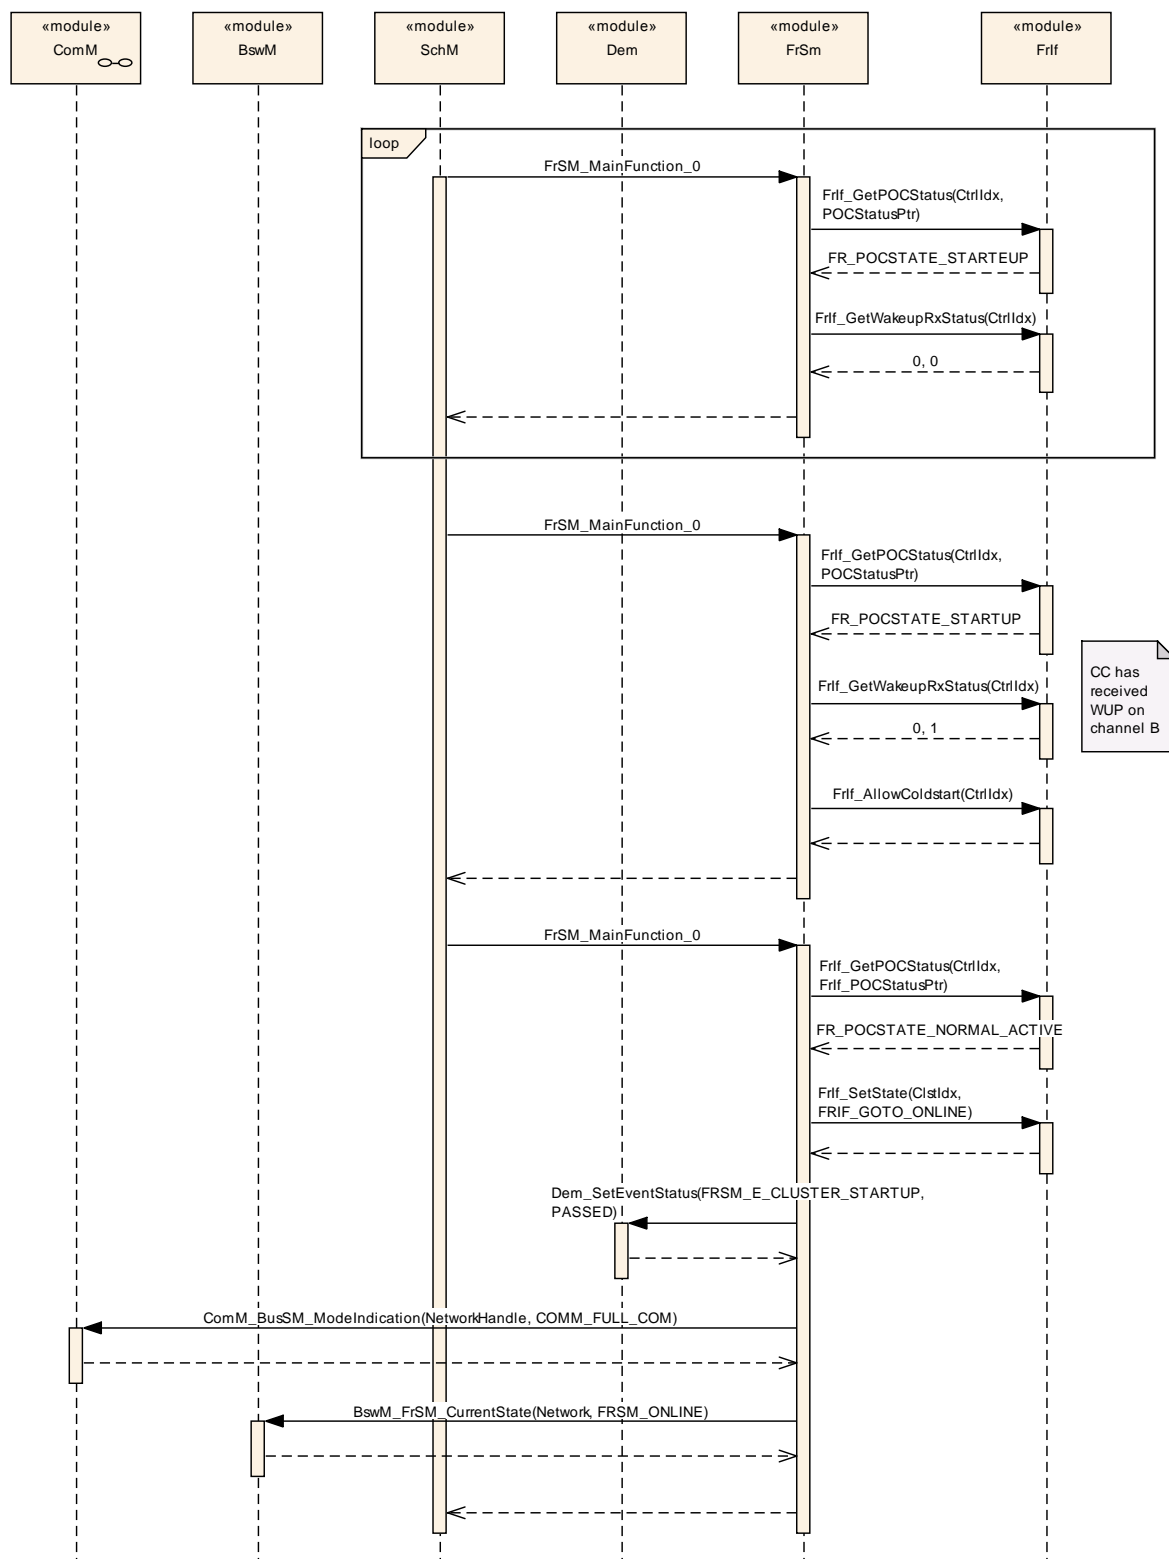 «module»
ComM
«module»
BswM
«module»
SchM
«module»
Dem
«module»
FrSm
«module»
FrIf
loop
FrSM_MainFunction_0
FrIf_GetPOCStatus(CtrlIdx,
POCStatusPtr)
FR_POCSTATE_STARTEUP
FrIf_GetWakeupRxStatus(CtrlIdx)
0, 0
FrSM_MainFunction_0
FrIf_GetPOCStatus(CtrlIdx,
POCStatusPtr)
FR_POCSTATE_STARTUP
CC has
received
WUP on
channel B
FrIf_GetWakeupRxStatus(CtrlIdx)
0, 1
FrIf_AllowColdstart(CtrlIdx)
FrSM_MainFunction_0
FrIf_GetPOCStatus(CtrlIdx,
FrIf_POCStatusPtr)
FR_POCSTATE_NORMAL_ACTIVE
FrIf_SetState(ClstIdx,
FRIF_GOTO_ONLINE)
Dem_SetEventStatus(FRSM_E_CLUSTER_STARTUP,
PASSED)
ComM_BusSM_ModeIndication(NetworkHandle, COMM_FULL_COM)
BswM_FrSM_CurrentState(Network, FRSM_ONLINE)